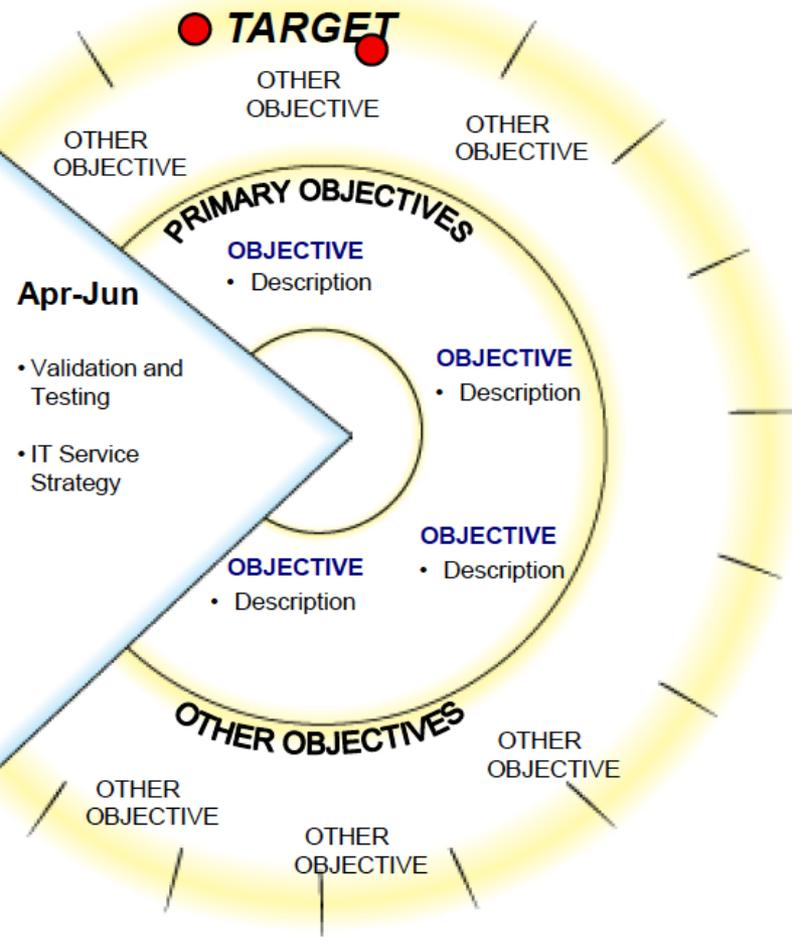 TARGET
OTHER
OBJECTIVE
OTHER
OBJECTIVE
OTHER
OBJECTIVE
PRIMARY OBJECTIVES
OBJECTIVE
• Description
Apr-Jun
• Validation and
Testing
• IT Service
Strategy
OBJECTIVE
• Description
OBJECTIVE
• Description
OBJECTIVE
• Description
OTHER OBJECTIVES
OTHER
OBJECTIVE
OTHER
OBJECTIVE
OTHER
OBJECTIVE